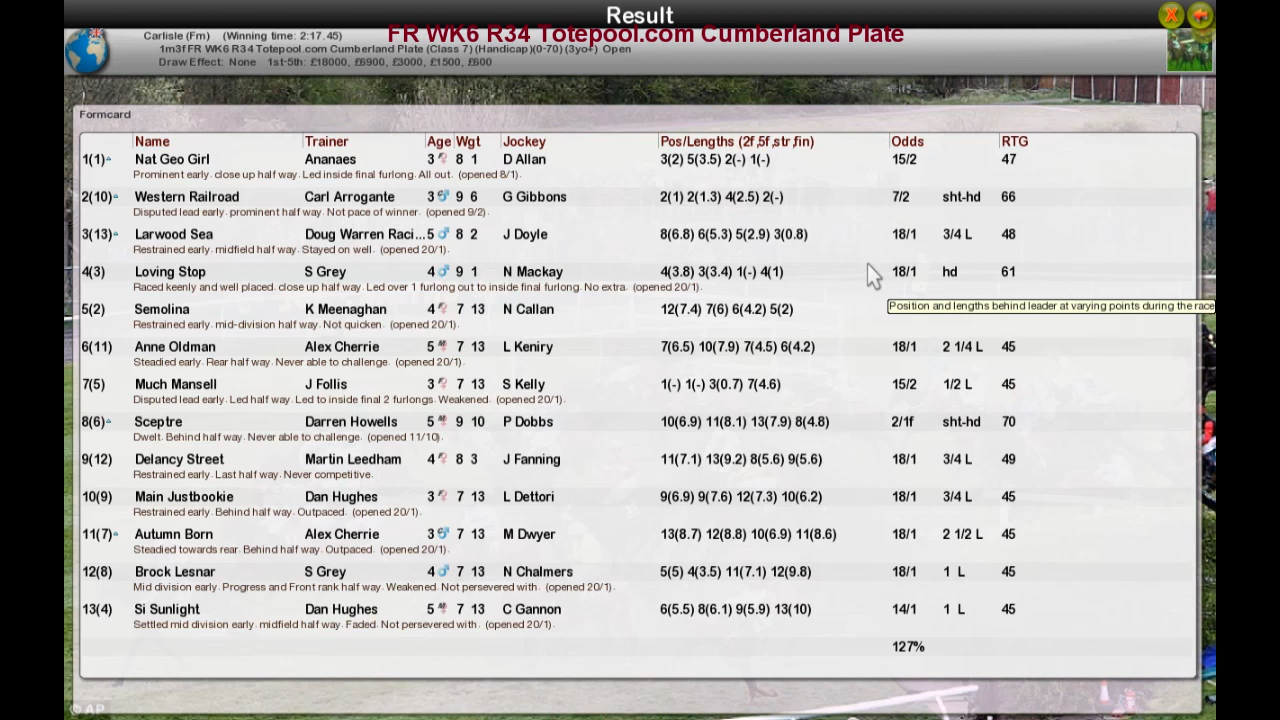 Result
FR WK6 R34 Totepool.com Cumberland Plate
Carlisle (Fm) (Winning time: 2:17.45)
1m3f FR WK6 R34 Totepool.com Cumberland Plate (Class 7) (Handicap)(0-70) (3yo+) Open
Draw Effect: None 1st-5th: £18000, £6900, £3000, £1500, £600
Formcard
Name Trainer Age Wgt Jockey Pos/Lengths (2f,5f,str,fin) Odds RTG
1(1) Nat Geo Girl Ananaes 3 8 1 D Allan 3(2) 5(3.5) 2(-) 1(-) 15/2 47
Prominent early. close up half way. Led inside final furlong. All out. (opened 8/1).
2(10) Western Railroad Carl Arrogante 3 9 6 G Gibbons 2(1) 2(1.3) 4(2.5) 2(-) 7/2 sht-hd 66
Disputed lead early. prominent half way. Not pace of winner. (opened 9/2).
3(13) Larwood Sea Doug Warren Raci... 5 8 2 J Doyle 8(6.8) 6(5.3) 5(2.9) 3(0.8) 18/1 3/4 L 48
Restrained early. midfield half way. Stayed on well. (opened 20/1).
4(3) Loving Stop S Grey 4 9 1 N Mackay 4(3.8) 3(3.4) 1(-) 4(1) 18/1 hd 61
Raced keenly and well placed. close up half way. Led over 1 furlong out to inside final furlong. No extra. (opened 20/1).
5(2) Semolina K Meenaghan 4 7 13 N Callan 12(7.4) 7(6) 6(4.2) 5(2)
Position and lengths behind leader at varying points during the race
Restrained early. mid-division half way. Not quicken. (opened 20/1).
6(11) Anne Oldman Alex Cherrie 5 7 13 L Keniry 7(6.5) 10(7.9) 7(4.5) 6(4.2) 18/1 2 1/4 L 45
Steadied early. Rear half way. Never able to challenge. (opened 20/1).
7(5) Much Mansell J Follis 3 7 13 S Kelly 1(-) 1(-) 3(0.7) 7(4.6) 15/2 1/2 L 45
Disputed lead early. Led half way. Led to inside final 2 furlongs. Weakened. (opened 20/1).
8(6) Sceptre Darren Howells 5 9 10 P Dobbs 10(6.9) 11(8.1) 13(7.9) 8(4.8) 2/1f sht-hd 70
Dwelt. Behind half way. Never able to challenge. (opened 11/10).
9(12) Delancy Street Martin Leedham 4 8 3 J Fanning 11(7.1) 13(9.2) 8(5.6) 9(5.6) 18/1 3/4 L 49
Restrained early. Last half way. Never competitive.
10(9) Main Justbookie Dan Hughes 3 7 13 L Dettori 9(6.9) 9(7.6) 12(7.3) 10(6.2) 18/1 3/4 L 45
Restrained early. Behind half way. Outpaced. (opened 20/1).
11(7) Autumn Born Alex Cherrie 3 7 13 M Dwyer 13(8.7) 12(8.8) 10(6.9) 11(8.6) 18/1 2 1/2 L 45
Steadied towards rear. Behind half way. Outpaced. (opened 20/1).
12(8) Brock Lesnar S Grey 4 7 13 N Chalmers 5(5) 4(3.5) 11(7.1) 12(9.8) 18/1 1 L 45
Mid division early. Progress and Front rank half way. Weakened. Not persevered with. (opened 20/1).
13(4) Si Sunlight Dan Hughes 5 7 13 C Gannon 6(5.5) 8(6.1) 9(5.9) 13(10) 14/1 1 L 45
Settled mid division early. midfield half way. Faded. Not persevered with. (opened 20/1).
127%
© AP